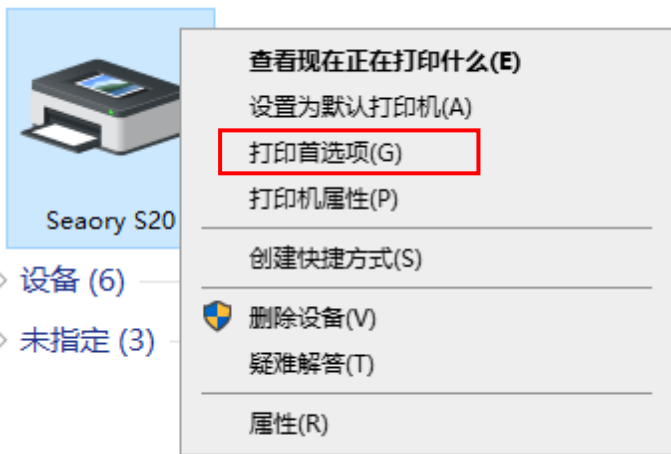 查看现在正在打印什么(E)
设置为默认打印机(A)
打印首选项(G)
打印机属性(P)
Seaory S20
创建快捷方式(S)
设备 (6)
删除设备(V)
未指定 (3)
疑难解答(T)
属性(R)